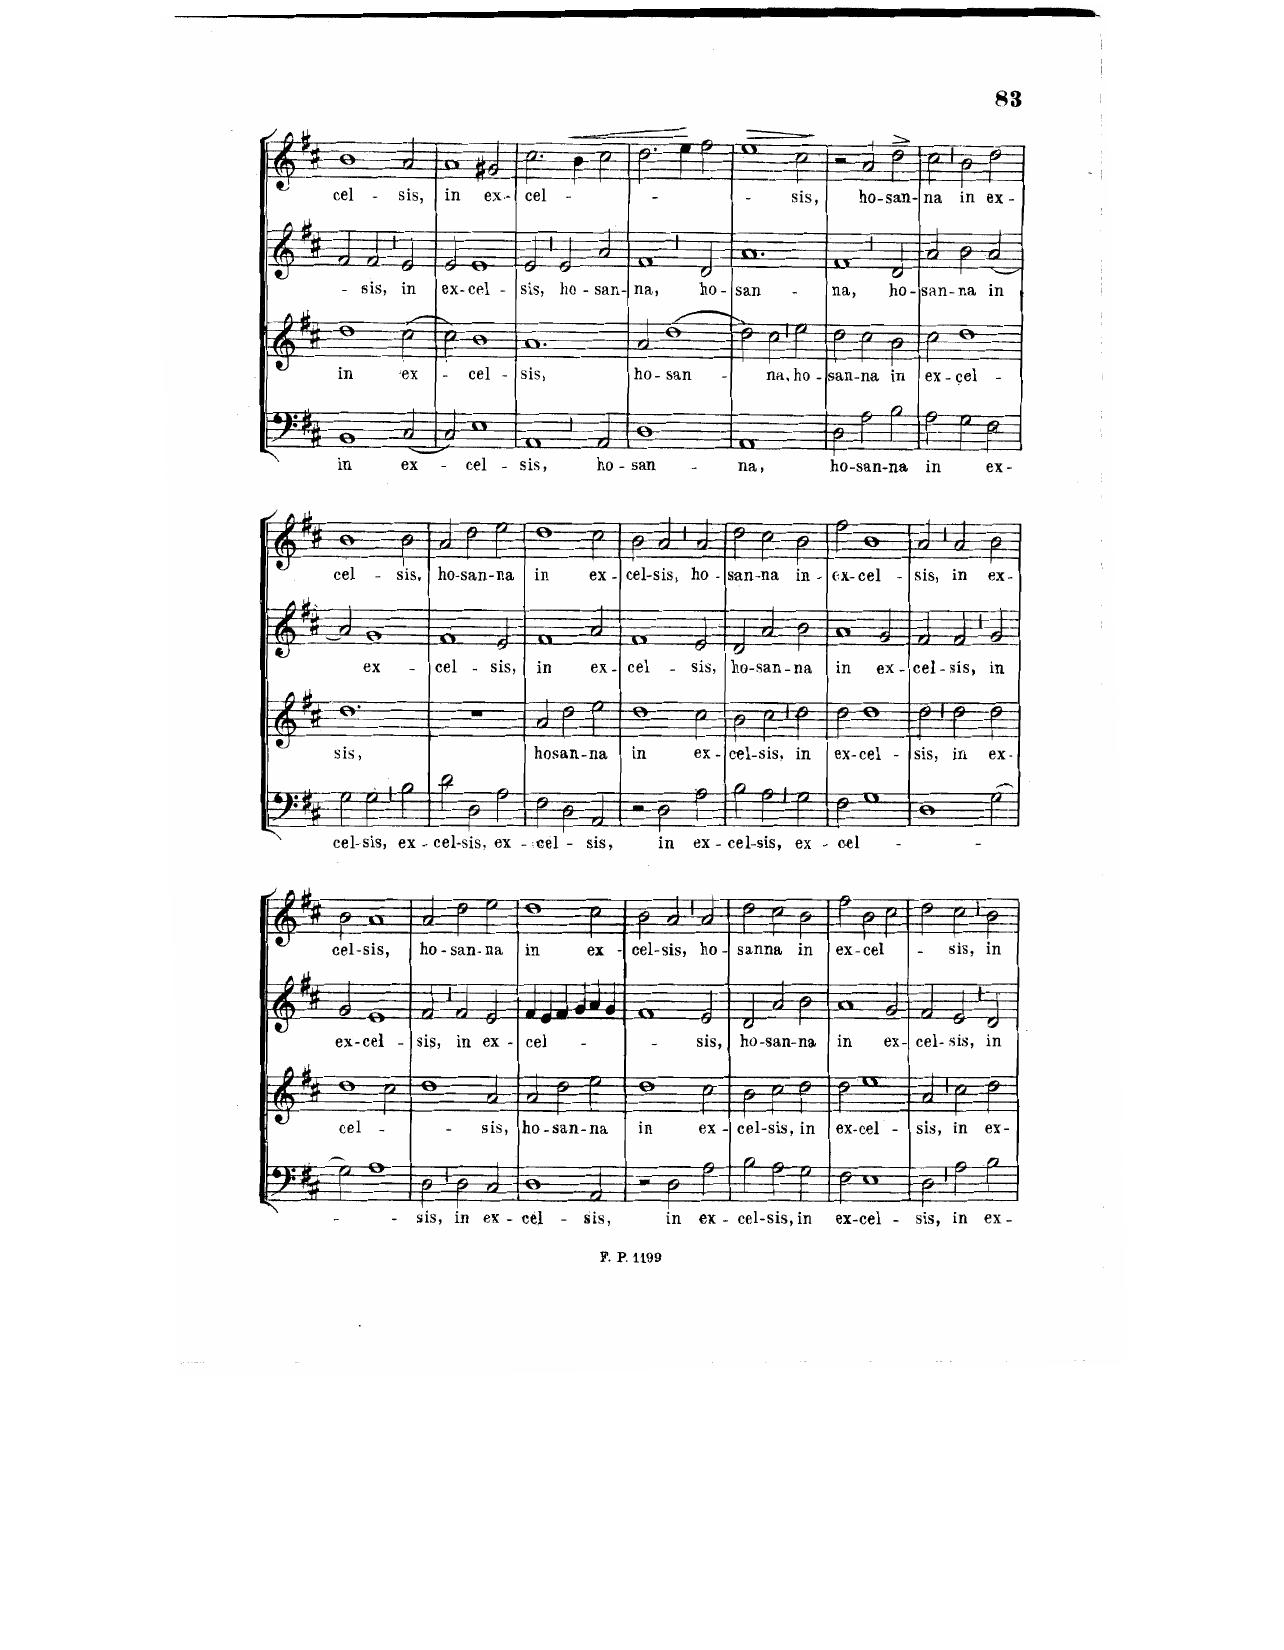 83
cel - sis, in ex - cel - - - sis, ho-san-na in ex-
- sis, in ex-cel - sis, ho-san-na, ho-san - na, ho-san-na in
in ex - cel - sis, ho-san - na, ho-san-na in ex-cel -
in ex - cel - sis, ho-san - na, ho-san-na in ex-
cel - sis, ho-san-na in ex-cel-sis, ho-san-na in-ex-cel - sis, in ex-
ex - cel - sis, in ex-cel - sis, ho-san-na in ex-cel-sis, in
sis, hosan-na in ex-cel-sis, in ex-cel - sis, in ex-
cel-sis, ex-cel-sis, ex-cel - sis, in ex-cel-sis, ex-cel - -
cel-sis, ho-san-na in ex-cel-sis, ho-sanna in ex-cel - sis, in
ex-cel - sis, in ex-cel - - sis, ho-san-na in ex-cel-sis, in
cel - - sis, ho-san-na in ex-cel-sis, in ex-cel - sis, in ex-
- - sis, in ex-cel - sis, in ex-cel-sis, in ex-cel - sis, in ex-
F. P. 1199